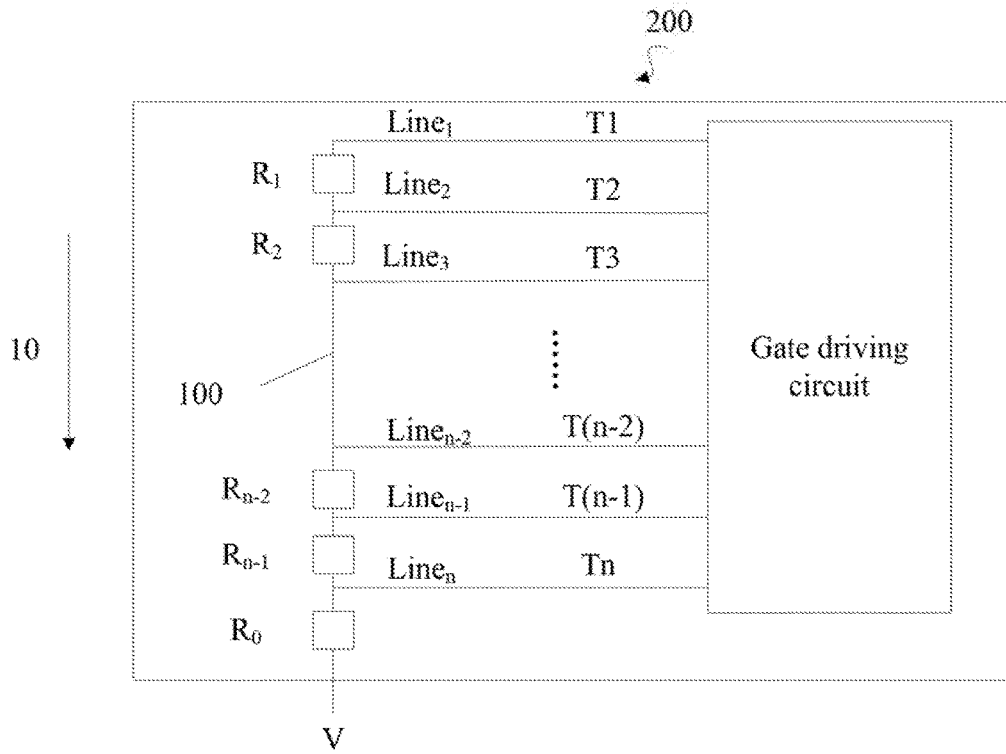 200
Line₁ T1
R₁
Line₂ T2
R₂
Line₃ T3
10
100
Gate driving
circuit
Lineₙ₋₂ T(n-2)
Rₙ₋₂
Lineₙ₋₁ T(n-1)
Rₙ₋₁
Lineₙ Tn
R₀
V